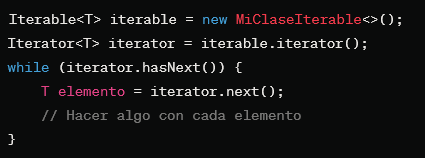 Iterable<T> iterable = new MiClaseIterable<>();
Iterator<T> iterator = iterable.iterator();
while (iterator.hasNext()) {
    T elemento = iterator.next();
    // Hacer algo con cada elemento
}